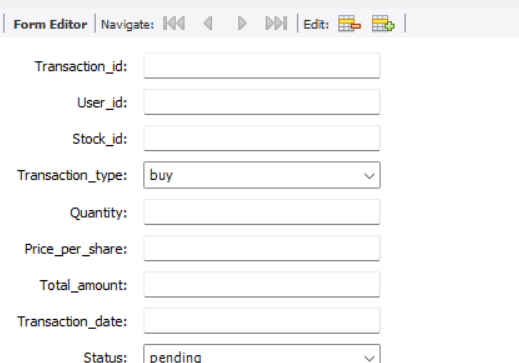 Form Editor Navigate: Edit:
Transaction_id:
User_id:
Stock_id:
Transaction_type: buy
Quantity:
Price_per_share:
Total_amount:
Transaction_date:
Status: pending